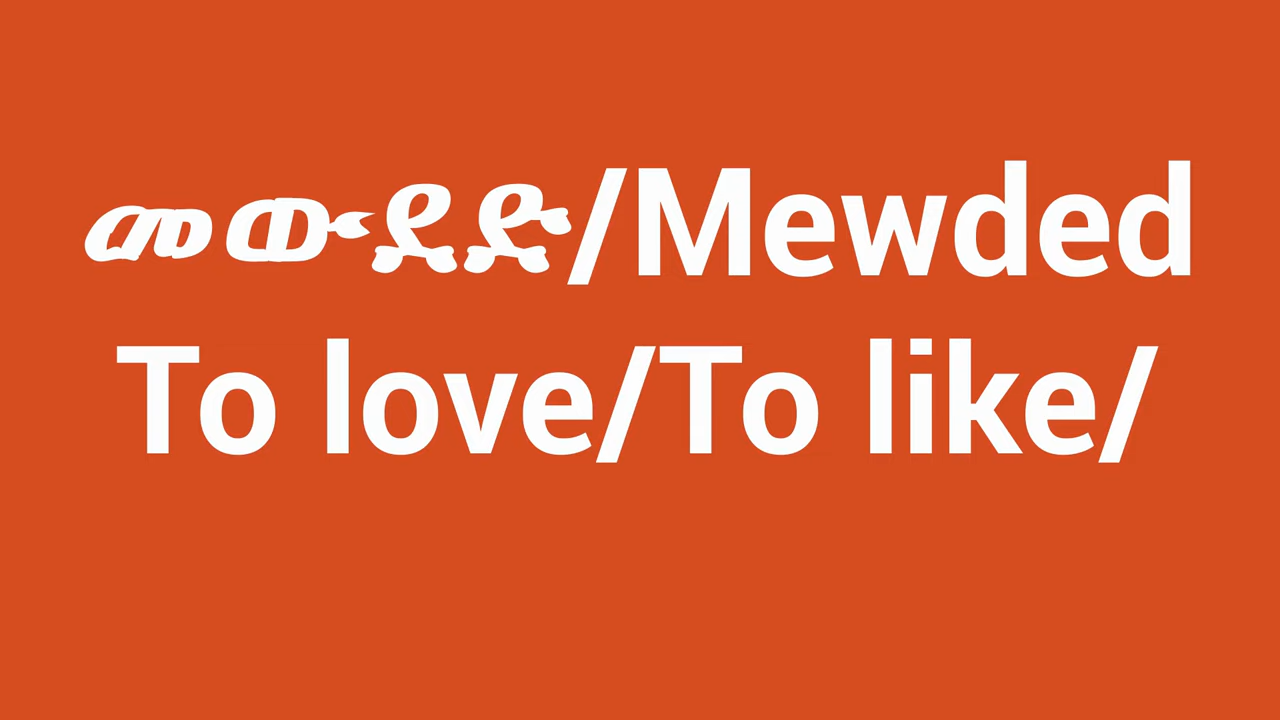 መውደድ/Mewded
To love/To like/